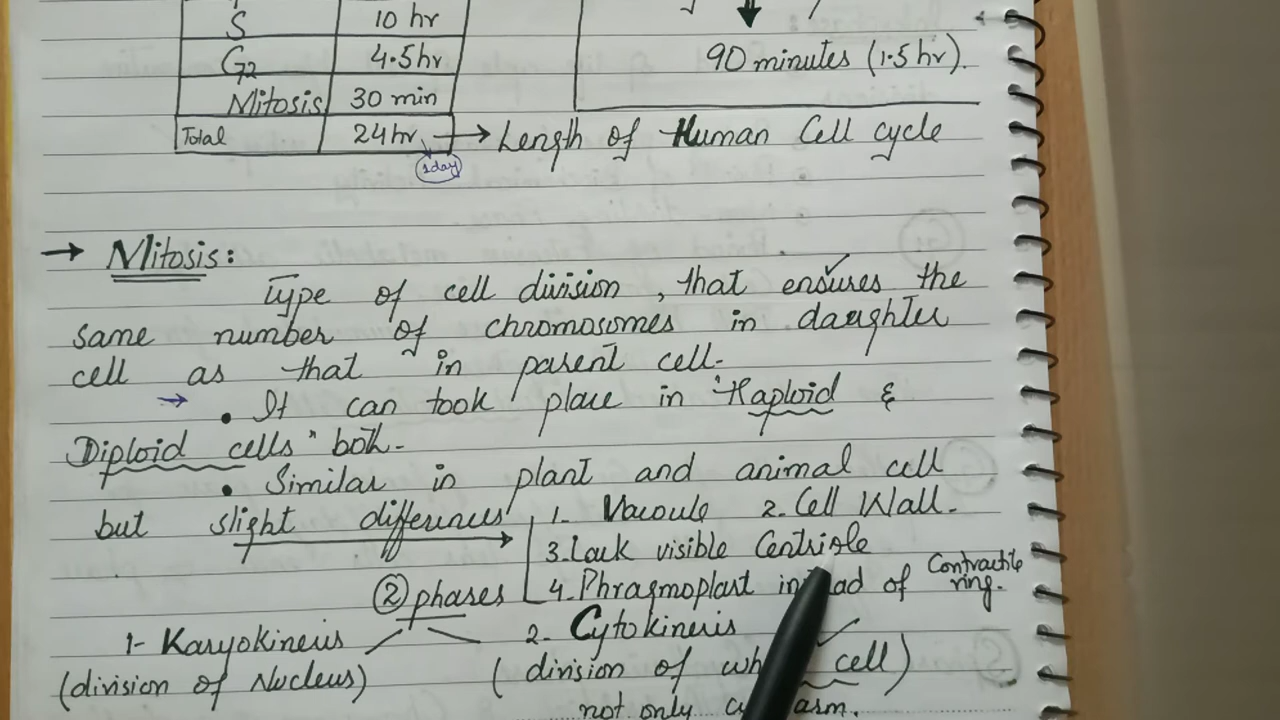 S 10 hr
G2 4.5 hr
Mitosis 30 min
Total 24 hr → Length of Human Cell cycle
1 day
90 minutes (1.5 hr).
→ Mitosis:
Type of cell division, that ensures the
same number of chromosomes in daughter
cell as that in parent cell.
→ • It can took place in "Haploid &
Diploid cells" both.
• Similar in plant and animal cell
but slight differences 1- Vacoule 2- Cell Wall.
3. Lack visible Centriole
4. Phragmoplast of Contractile ring.
② phases
1- Karyokinesis 2- Cytokinesis
(division of Nucleus) (division of cell)
not only